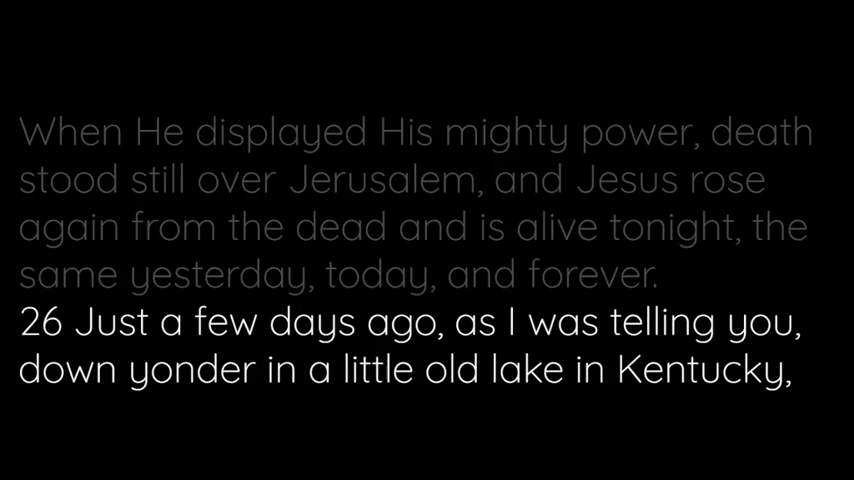 When He displayed His mighty power, death
stood still over Jerusalem, and Jesus rose
again from the dead and is alive tonight, the
same yesterday, today, and forever.
26 Just a few days ago, as I was telling you,
down yonder in a little old lake in Kentucky,